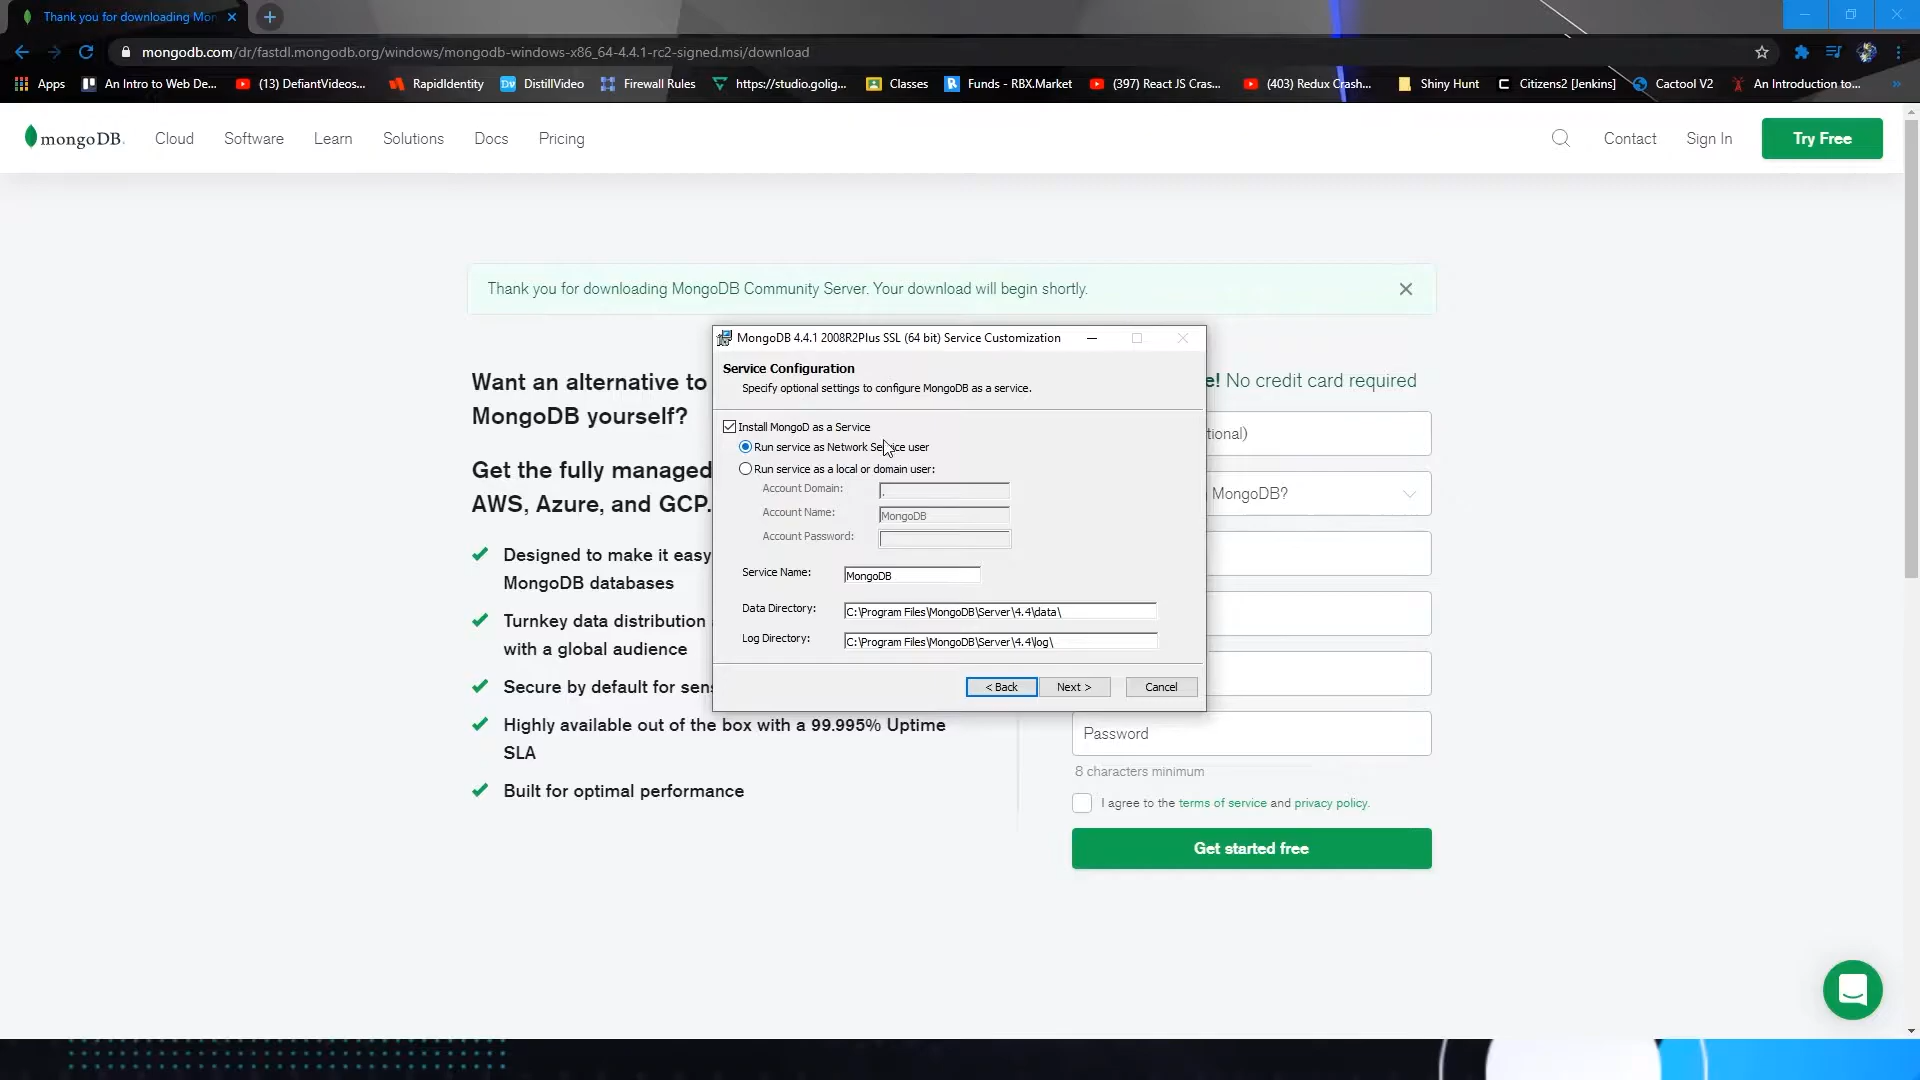 Thank you for downloading Mon
mongodb.com/dr/fastdl.mongodb.org/windows/mongodb-windows-x86_64-4.4.1-rc2-signed.msi/download
Apps An Intro to Web De... (13) DefiantVideos... RapidIdentity DV DistillVideo Firewall Rules https://studio.golig... Classes R Funds - RBX.Market (397) React JS Cras... (403) Redux Crash... Shiny Hunt C Citizens2 [Jenkins] Cactool V2 An Introduction to... »
mongoDB. Cloud Software Learn Solutions Docs Pricing Contact Sign In Try Free
Thank you for downloading MongoDB Community Server. Your download will begin shortly.
MongoDB 4.4.1 2008R2Plus SSL (64 bit) Service Customization
Service Configuration
Specify optional settings to configure MongoDB as a service.
Install MongoD as a Service
Run service as Network Service user
Run service as a local or domain user:
Account Domain: .
Account Name: MongoDB
Account Password:
Service Name: MongoDB
Data Directory: C:\Program Files\MongoDB\Server\4.4\data\
Log Directory: C:\Program Files\MongoDB\Server\4.4\log\
< Back Next > Cancel
Want an alternative to
MongoDB yourself?
Get the fully managed
AWS, Azure, and GCP.
Designed to make it easy
MongoDB databases
Turnkey data distribution
with a global audience
Secure by default for sens
Highly available out of the box with a 99.995% Uptime
SLA
Built for optimal performance
e! No credit card required
tional)
MongoDB?
Password
8 characters minimum
I agree to the terms of service and privacy policy.
Get started free